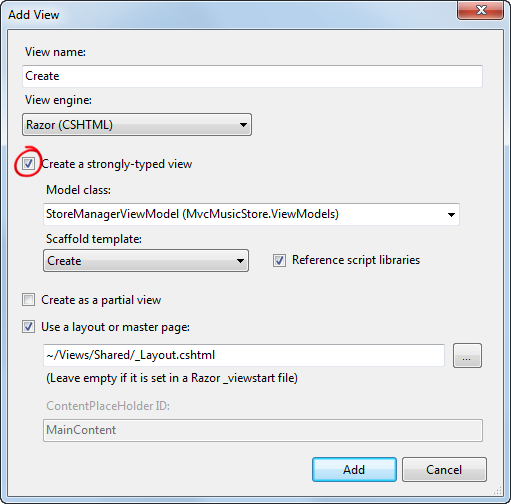 Add View
View name:
Create
View engine:
Razor (CSHTML)
Create a strongly-typed view
Model class:
StoreManagerViewModel (MvcMusicStore.ViewModels)
Scaffold template:
Create
Reference script libraries
Create as a partial view
Use a layout or master page:
~/Views/Shared/_Layout.cshtml
...
(Leave empty if it is set in a Razor _viewstart file)
ContentPlaceHolder ID:
MainContent
Add
Cancel